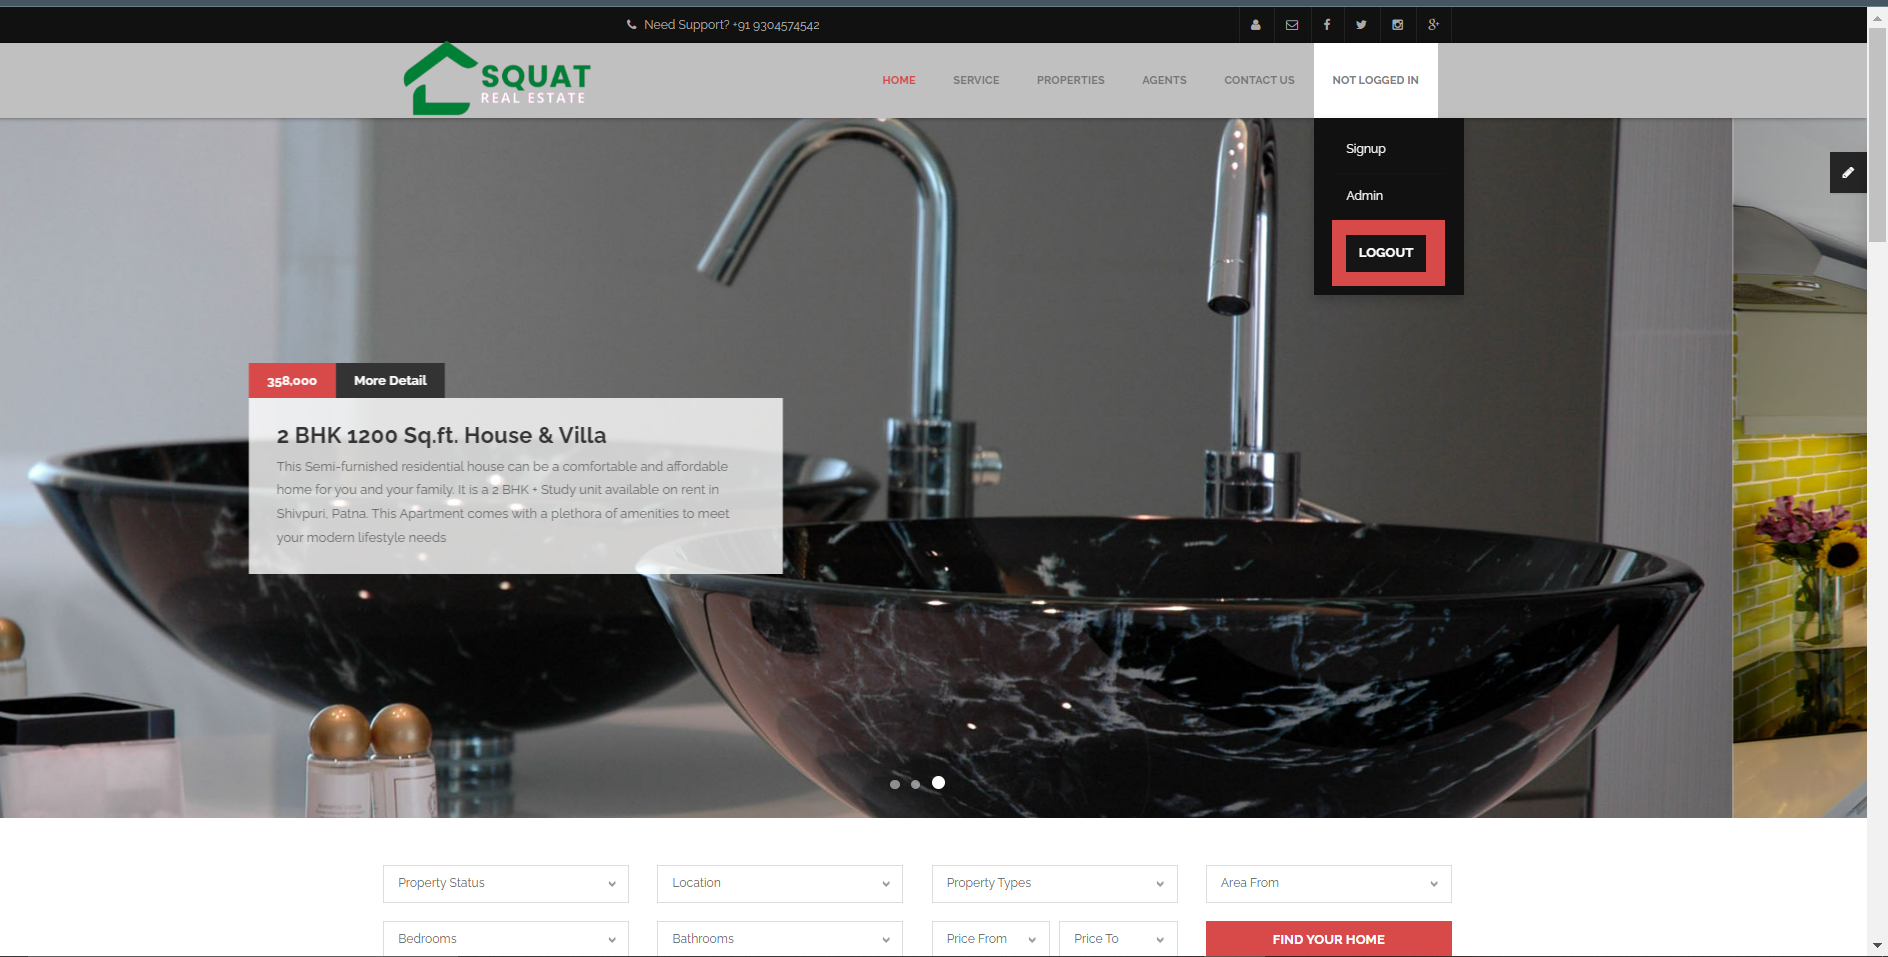 Need Support? +91 9304574542
SQUAT
REAL ESTATE
HOME
SERVICE
PROPERTIES
AGENTS
CONTACT US
NOT LOGGED IN
Signup
Admin
LOGOUT
358,000
More Detail
2 BHK 1200 Sq.ft. House & Villa
This Semi-furnished residential house can be a comfortable and affordable
home for you and your family. It is a 2 BHK + Study unit available on rent in
Shivpuri, Patna. This Apartment comes with a plethora of amenities to meet
your modern lifestyle needs
Property Status
Location
Property Types
Area From
Bedrooms
Bathrooms
Price From
Price To
FIND YOUR HOME